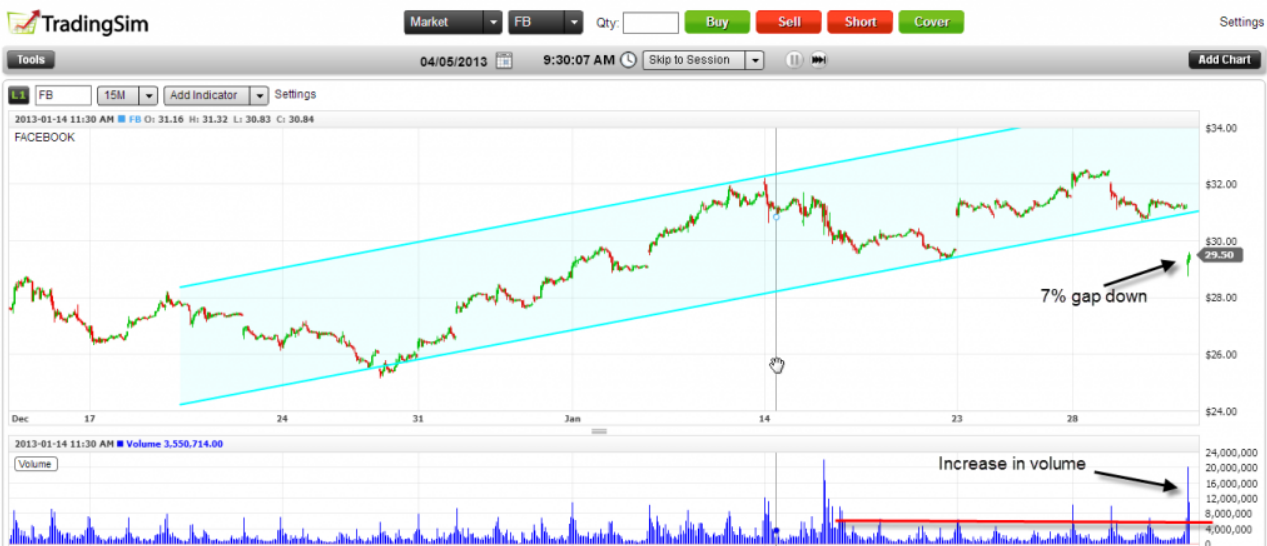 TradingSim Market FB Qty: Buy Sell Short Cover Settings
Tools 04/05/2013 9:30:07 AM Skip to Session Add Chart
L1 FB 15M Add Indicator Settings
2013-01-14 11:30 AM FB O: 31.16 H: 31.32 L: 30.83 C: 30.84
FACEBOOK
$34.00
$32.00
$30.00
29.50
7% gap down
$28.00
$26.00
$24.00
Dec 17 24 31 Jan 14 23 28
2013-01-14 11:30 AM Volume 3,550,714.00
Volume
Increase in volume
24,000,000
20,000,000
16,000,000
12,000,000
8,000,000
4,000,000
0